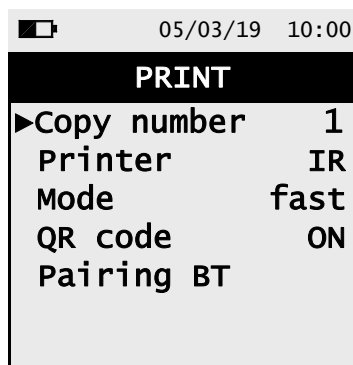 05/03/19 10:00
PRINT
►Copy number 1
Printer IR
Mode fast
QR code ON
Pairing BT